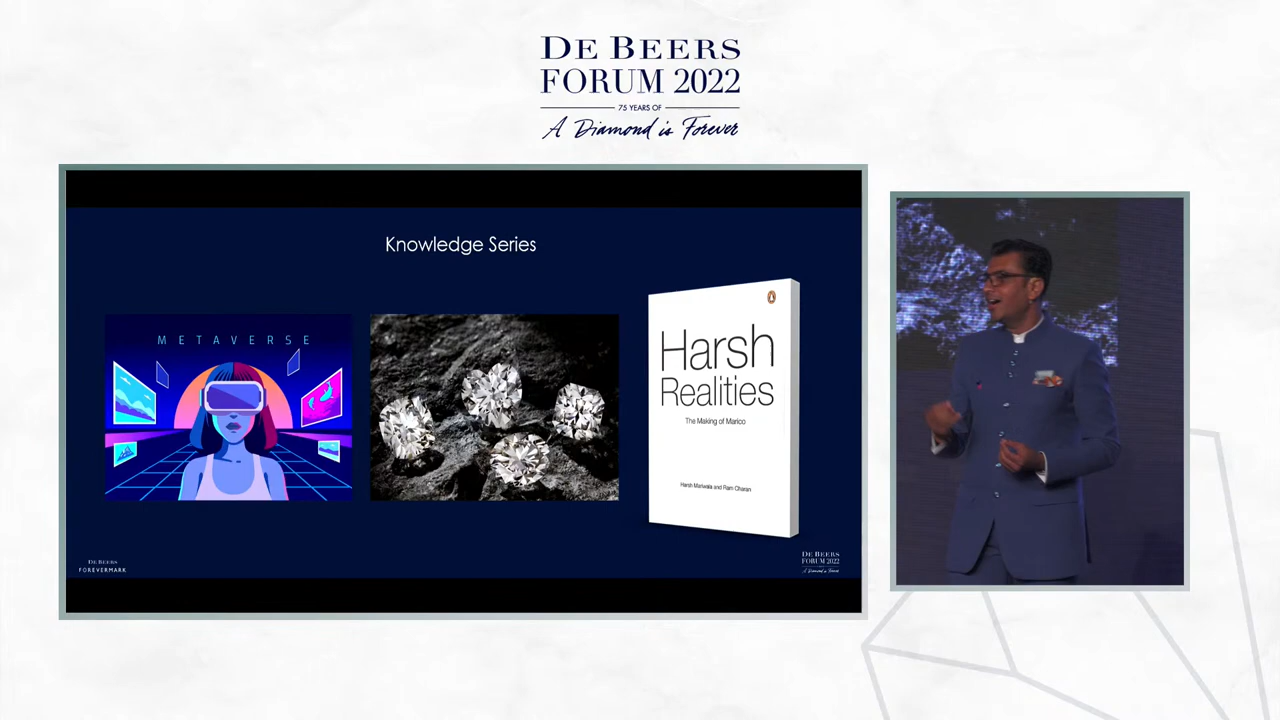 DE BEERS
FORUM 2022
75 YEARS OF
A Diamond is Forever
Knowledge Series
METAVERSE
Harsh
Realities
The Making of Marico
Harsh Mariwala and Ram Charan
DE BEERS
FOREVERMARK
DE BEERS
FORUM 2022
A Diamond is Forever